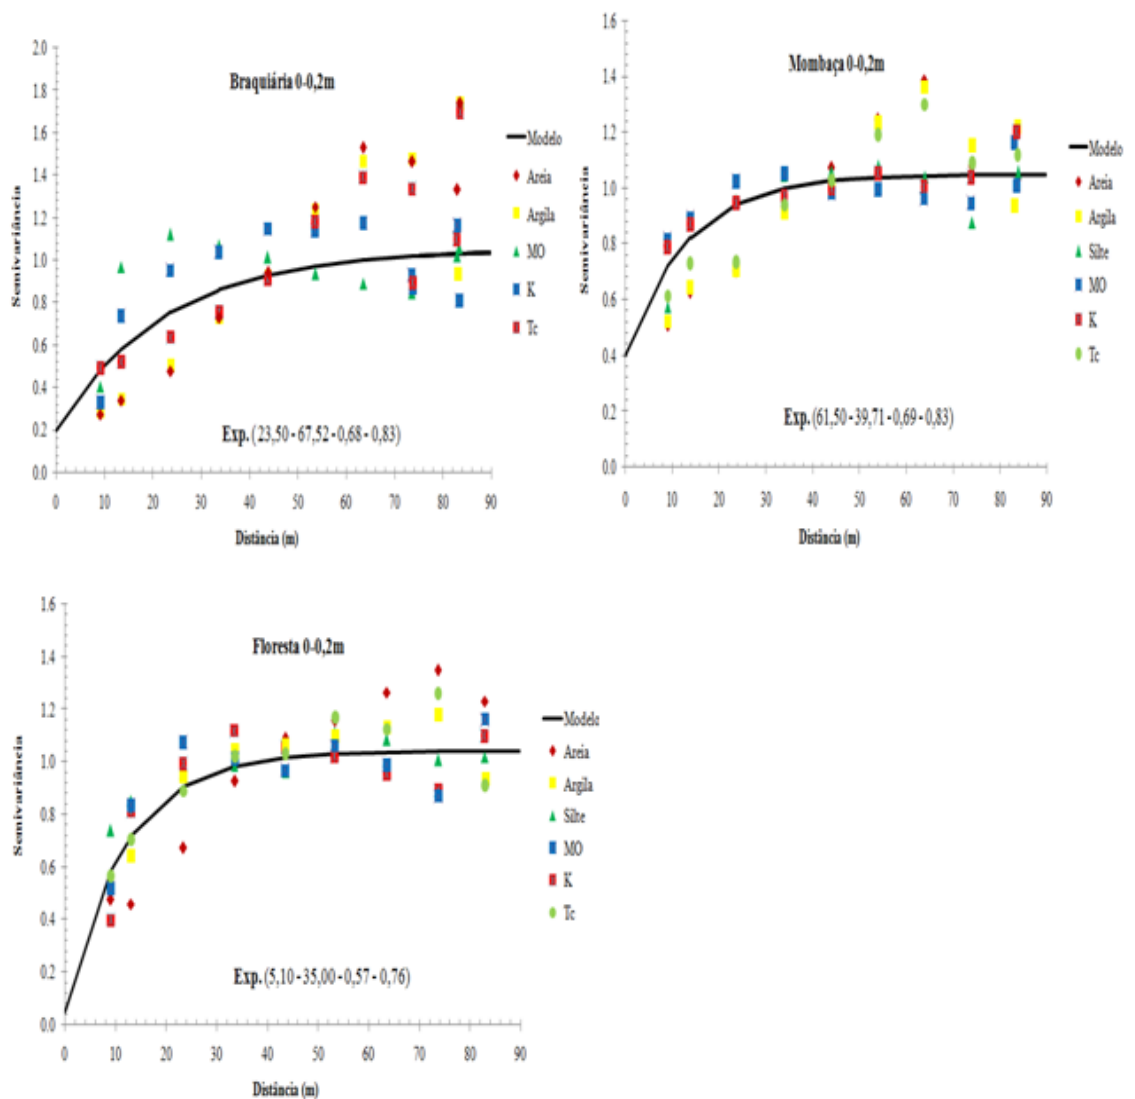 Braquiária 0-0,2m
Semivariância
2.0
1.8
1.6
1.4
1.2
1.0
0.8
0.6
0.4
0.2
0.0
0 10 20 30 40 50 60 70 80 90
Distância (m)
Exp. (23,50 - 67,52 - 0,68 - 0,83)
Modelo
Areia
Argila
MO
K
Tc
Mombaça 0-0,2m
Semivariância
1.6
1.4
1.2
1.0
0.8
0.6
0.4
0.2
0.0
0 10 20 30 40 50 60 70 80 90
Distância (m)
Exp. (61,50 - 39,71 - 0,69 - 0,83)
Modelo
Areia
Argila
Silte
MO
K
Tc
Floresta 0-0,2m
Semivariância
1.6
1.4
1.2
1.0
0.8
0.6
0.4
0.2
0.0
0 10 20 30 40 50 60 70 80 90
Distância (m)
Exp. (5,10 - 35,00 - 0,57 - 0,76)
Modelo
Areia
Argila
Silte
MO
K
Tc